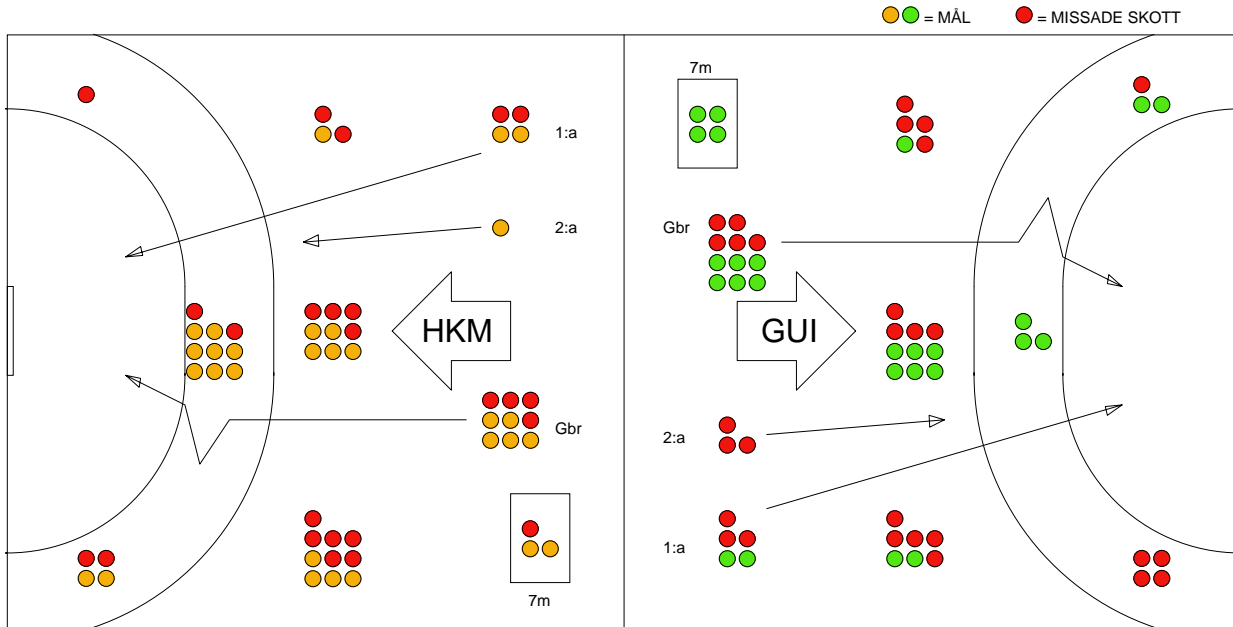 = MÅL = MISSADE SKOTT
7m
1:a
2:a
Gbr
HKM
GUI
Gbr
2:a
1:a
7m